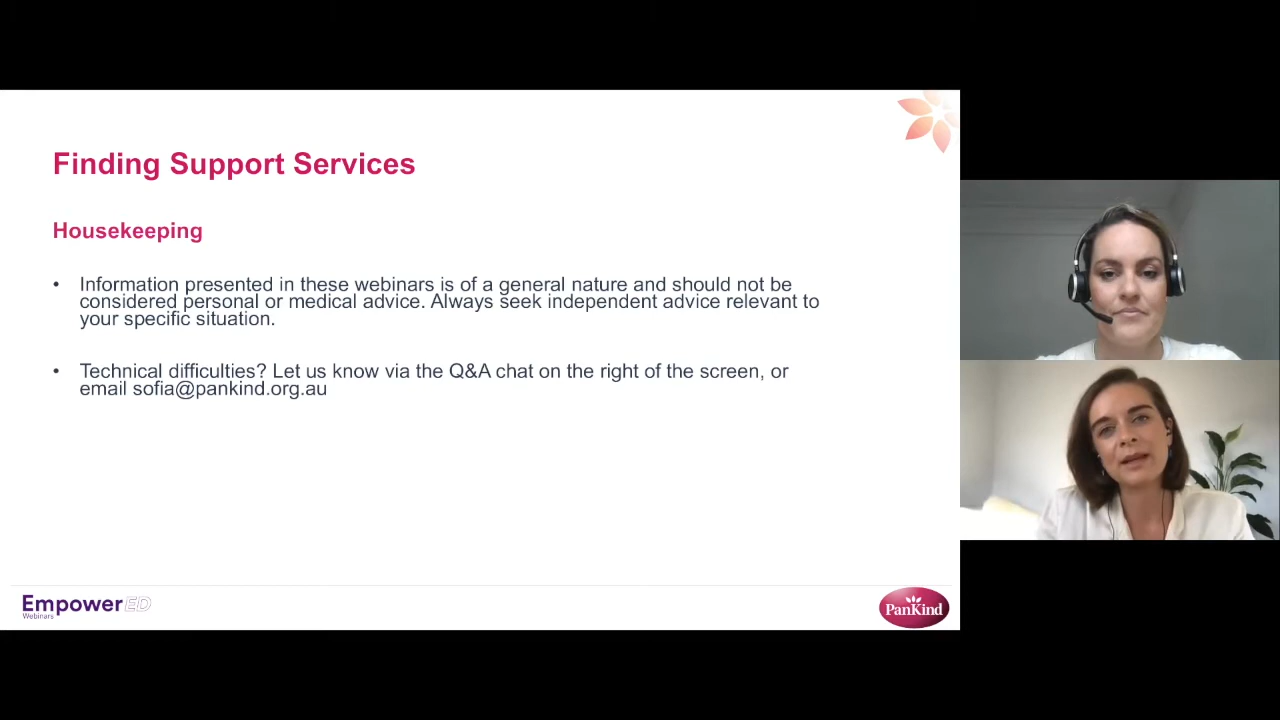 Finding Support Services
Housekeeping
• Information presented in these webinars is of a general nature and should not be
considered personal or medical advice. Always seek independent advice relevant to
your specific situation.
• Technical difficulties? Let us know via the Q&A chat on the right of the screen, or
email sofia@pankind.org.au
EmpowerED
Webinars
PanKind